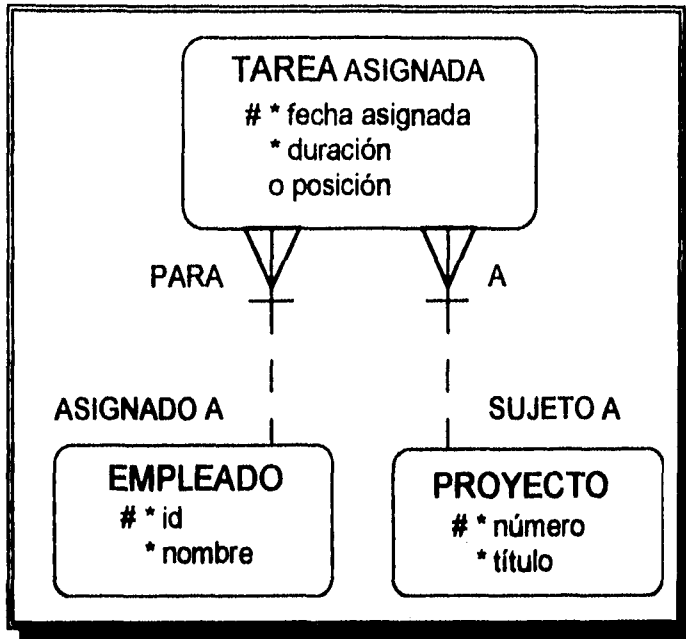 TAREA ASIGNADA
# * fecha asignada
* duración
o posición
PARA
A
ASIGNADO A
SUJETO A
EMPLEADO
# * id
* nombre
PROYECTO
# * número
* título